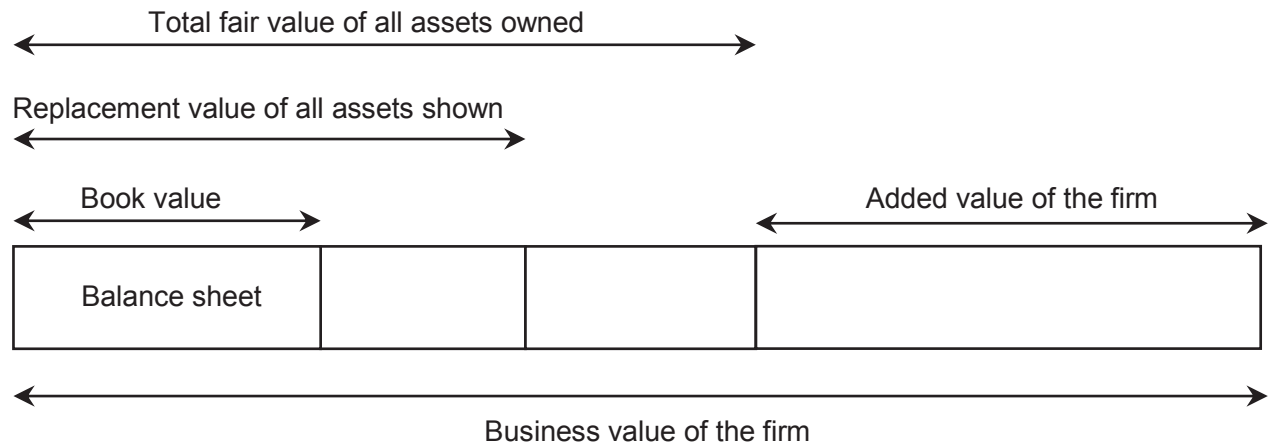 Total fair value of all assets owned
Replacement value of all assets shown
Book value
Added value of the firm
Balance sheet
Business value of the firm